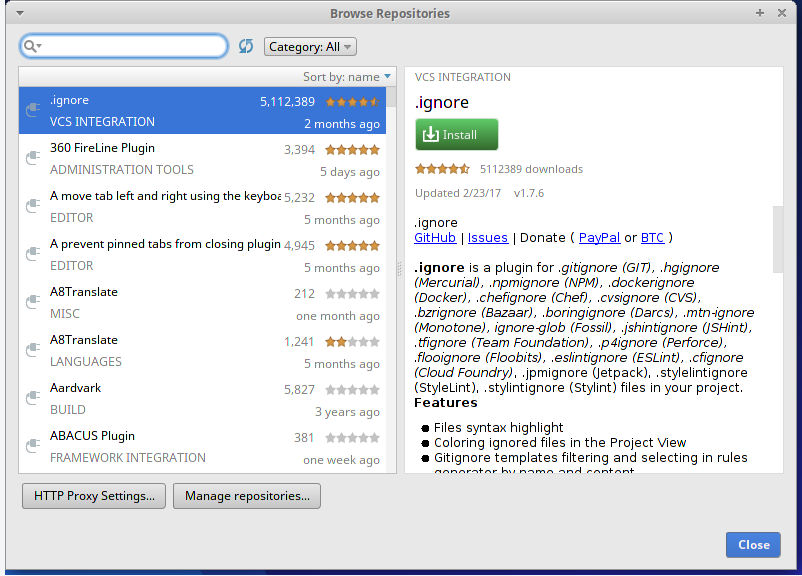 Browse Repositories
Category: All
Sort by: name
.ignore 5,112,389
VCS INTEGRATION 2 months ago
360 FireLine Plugin 3,394
ADMINISTRATION TOOLS 5 days ago
A move tab left and right using the keyboa 5,232
EDITOR 5 months ago
A prevent pinned tabs from closing plugin 4,945
EDITOR 5 months ago
A8Translate 212
MISC one month ago
A8Translate 1,241
LANGUAGES 5 months ago
Aardvark 5,827
BUILD 3 years ago
ABACUS Plugin 381
FRAMEWORK INTEGRATION one week ago
VCS INTEGRATION
.ignore
Install
5112389 downloads
Updated 2/23/17 v1.7.6
.ignore
GitHub | Issues | Donate ( PayPal or BTC )
.ignore is a plugin for .gitignore (GIT), .hgignore
(Mercurial), .npmignore (NPM), .dockerignore
(Docker), .chefignore (Chef), .cvsignore (CVS),
.bzrignore (Bazaar), .boringignore (Darcs), .mtn-ignore
(Monotone), ignore-glob (Fossil), .jshintignore (JSHint),
.tfignore (Team Foundation), .p4ignore (Perforce),
.flooignore (Floobits), .eslintignore (ESLint), .cfignore
(Cloud Foundry), .jpmignore (Jetpack), .stylelintignore
(StyleLint), .stylintignore (Stylint) files in your project.
Features
● Files syntax highlight
● Coloring ignored files in the Project View
● Gitignore templates filtering and selecting in rules
generator by name and content
HTTP Proxy Settings...
Manage repositories...
Close